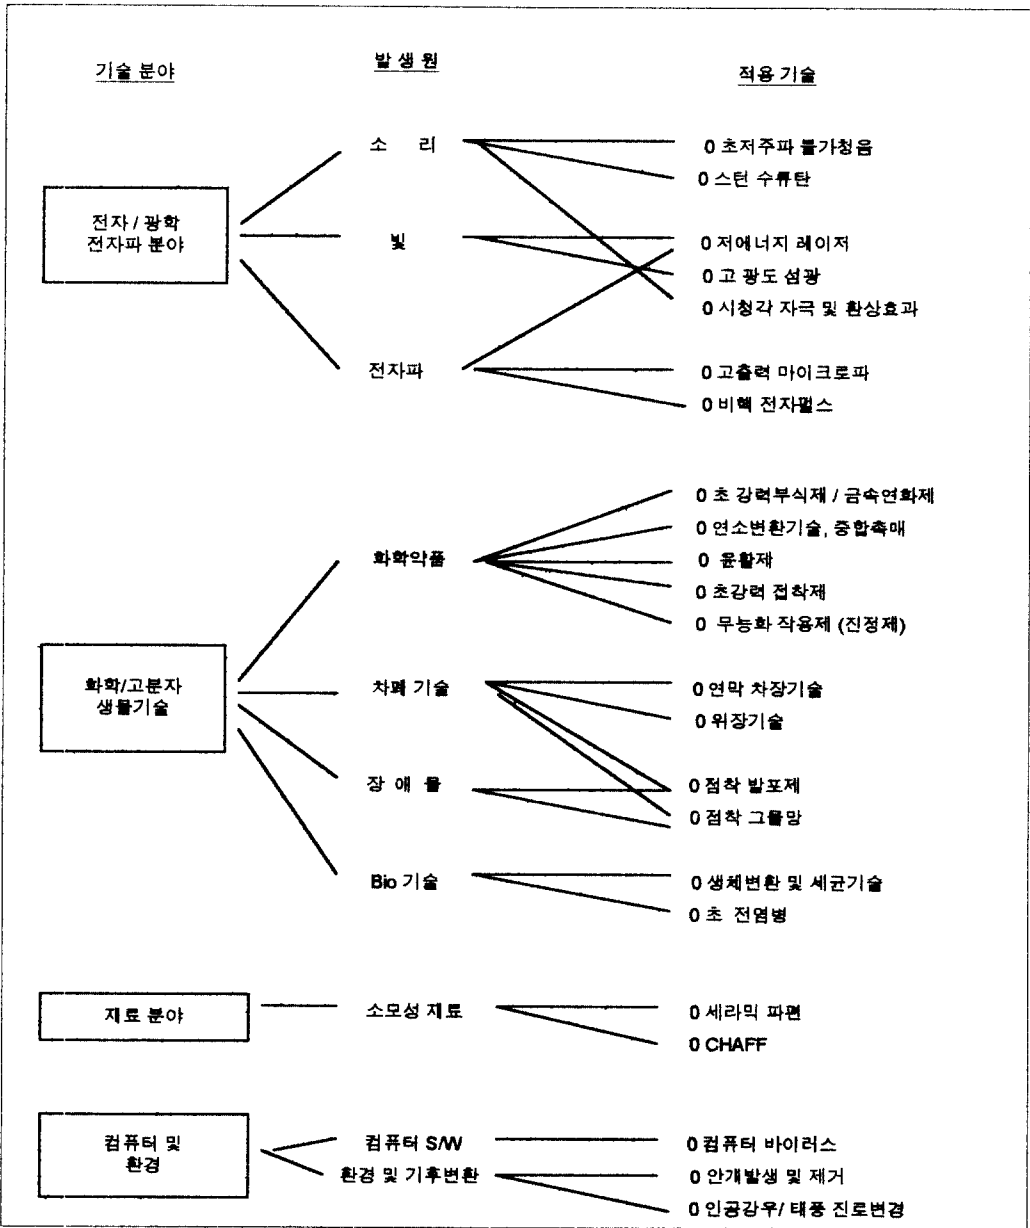 기술 분야
발 생 원
적용 기술
전자 / 광학
전자파 분야
소 리
0 초저주파 불가청음
0 스턴 수류탄
빛
0 저에너지 레이저
0 고 광도 섬광
0 시청각 자극 및 환상효과
전자파
0 고출력 마이크로파
0 비핵 전자펄스
화학/고분자
생물기술
화학약품
0 초 강력부식제 / 금속연화제
0 연소변환기술, 중합촉매
0 윤활제
0 초강력 접착제
0 무능화 작용제 (진정제)
차폐 기술
0 연막 차장기술
0 위장기술
장 애 물
0 점착 발포제
0 점착 그물망
Bio 기술
0 생체변환 및 세균기술
0 초 전염병
재료 분야
소모성 재료
0 세라믹 파편
0 CHAFF
컴퓨터 및
환경
컴퓨터 S/W
0 컴퓨터 바이러스
환경 및 기후변환
0 안개발생 및 제거
0 인공강우/ 태풍 진로변경